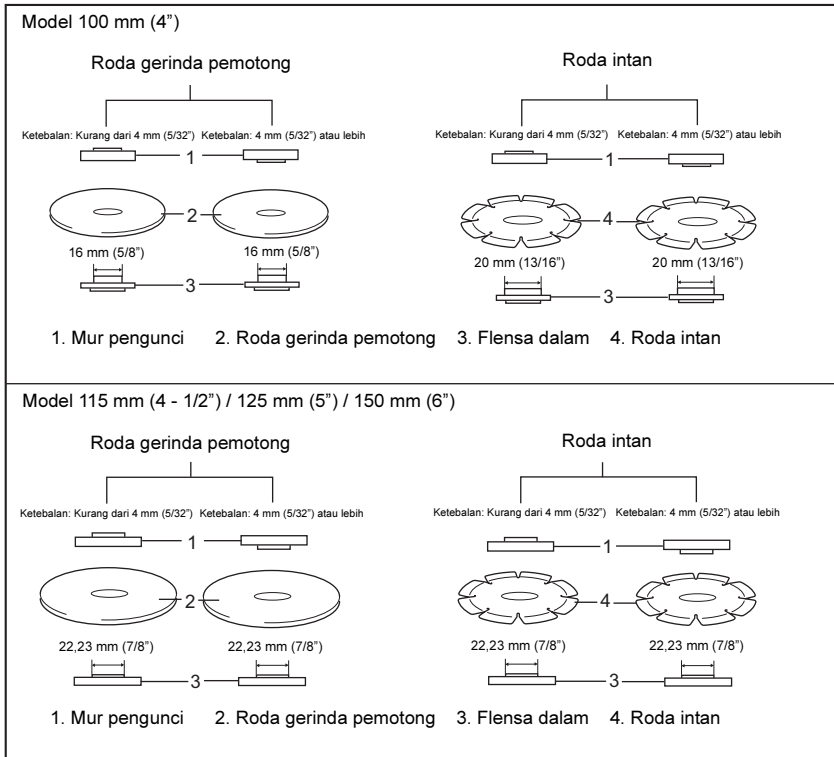 Model 100 mm (4”)
Roda gerinda pemotong
Roda intan
Ketebalan: Kurang dari 4 mm (5/32”) Ketebalan: 4 mm (5/32”) atau lebih
Ketebalan: Kurang dari 4 mm (5/32”) Ketebalan: 4 mm (5/32”) atau lebih
1
1
2
4
16 mm (5/8”) 16 mm (5/8”)
20 mm (13/16”) 20 mm (13/16”)
3
3
1. Mur pengunci 2. Roda gerinda pemotong 3. Flensa dalam 4. Roda intan
Model 115 mm (4 - 1/2”) / 125 mm (5”) / 150 mm (6”)
Roda gerinda pemotong
Roda intan
Ketebalan: Kurang dari 4 mm (5/32”) Ketebalan: 4 mm (5/32”) atau lebih
Ketebalan: Kurang dari 4 mm (5/32”) Ketebalan: 4 mm (5/32”) atau lebih
1
1
2
4
22,23 mm (7/8”) 22,23 mm (7/8”)
22,23 mm (7/8”) 22,23 mm (7/8”)
3
3
1. Mur pengunci 2. Roda gerinda pemotong 3. Flensa dalam 4. Roda intan